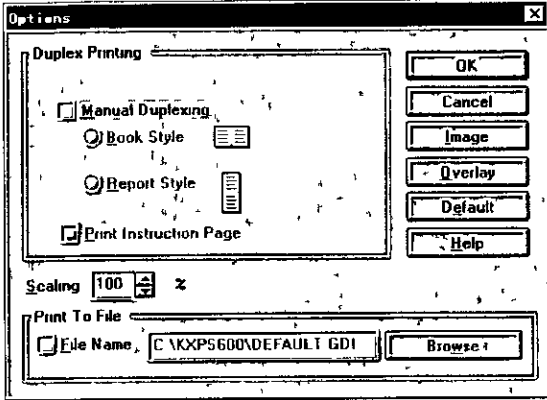 Options
Duplex Printing
OK
Manual Duplexing
Cancel
Book Style
Image
Report Style
Overlay
Default
Print Instruction Page
Help
Scaling 100 %
Print To File
File Name C \KXPS600\DEFAULT GDI Browse